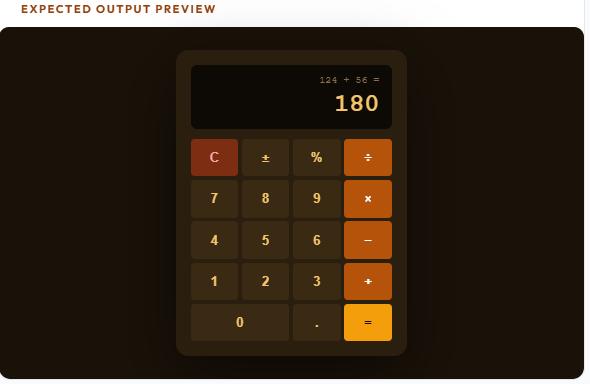 EXPECTED OUTPUT PREVIEW
124 + 56 =
180
C ± % ÷
7 8 9 ×
4 5 6 −
1 2 3 +
0 . =